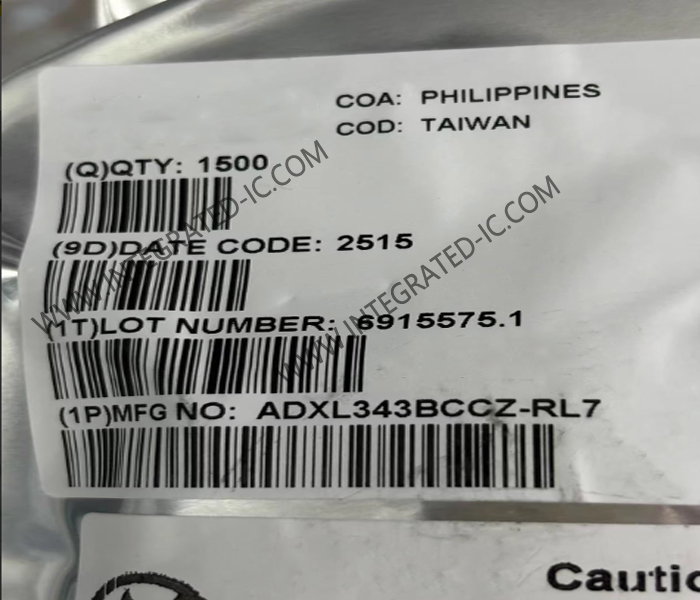 COA: PHILIPPINES
COD: TAIWAN
(Q)QTY: 1500
(9D)DATE CODE: 2515
(1T)LOT NUMBER: 6915575.1
(1P)MFG NO: ADXL343BCCZ-RL7
WWW.INTEGRATED-IC.COM
WWW.INTEGRATED-IC.COM